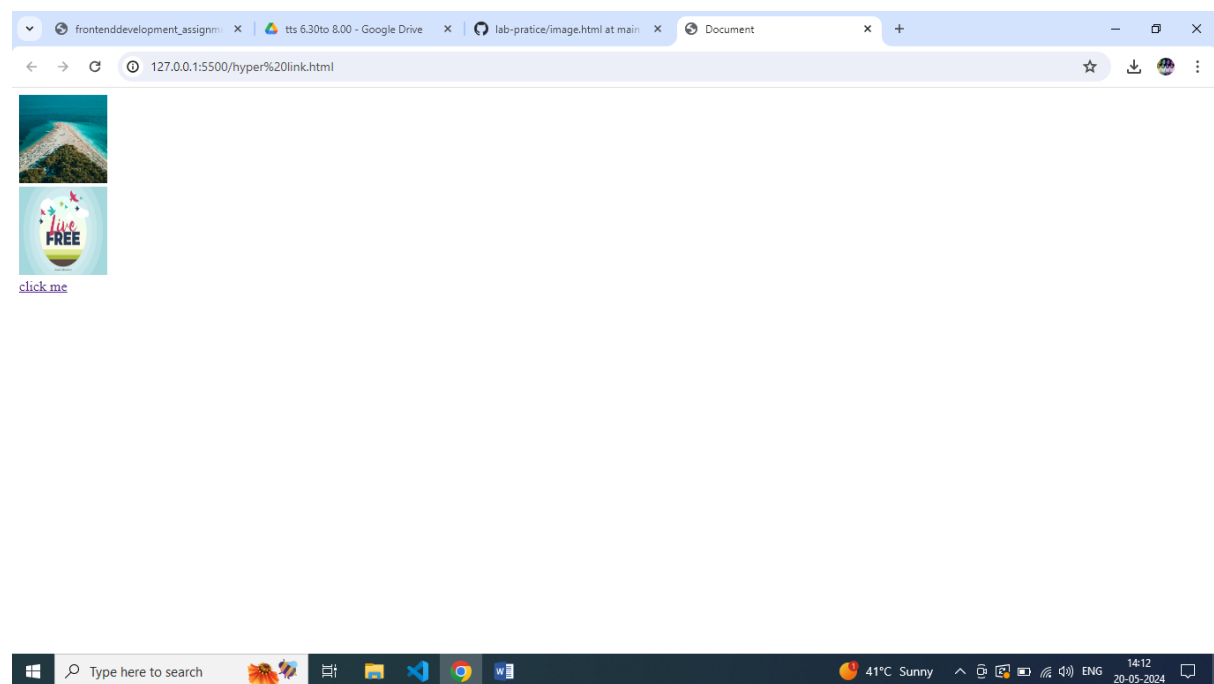 frontenddevelopment_assignm
tts 6.30to 8.00 - Google Drive
lab-pratice/image.html at main
Document
127.0.0.1:5500/hyper%20link.html
Live
FREE
click me
Type here to search
41°C Sunny
ENG
14:12
20-05-2024